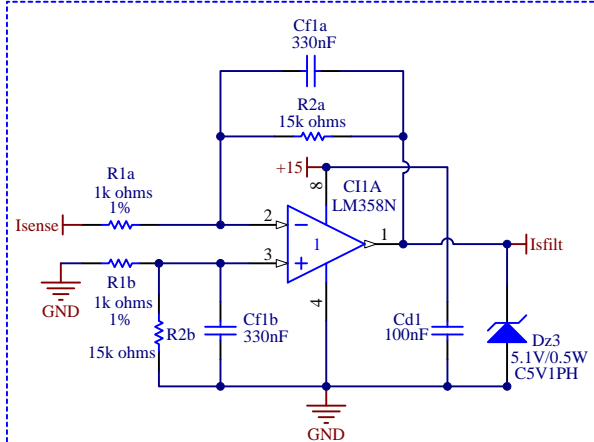 Cf1a
330nF
R2a
15k ohms
+15
8
CI1A
LM358N
R1a
1k ohms
1%
Isense
2
1
1
Isfilt
3
R1b
1k ohms
1%
GND
R2b
15k ohms
Cf1b
330nF
4
Cd1
100nF
Dz3
5.1V/0.5W
C5V1PH
GND